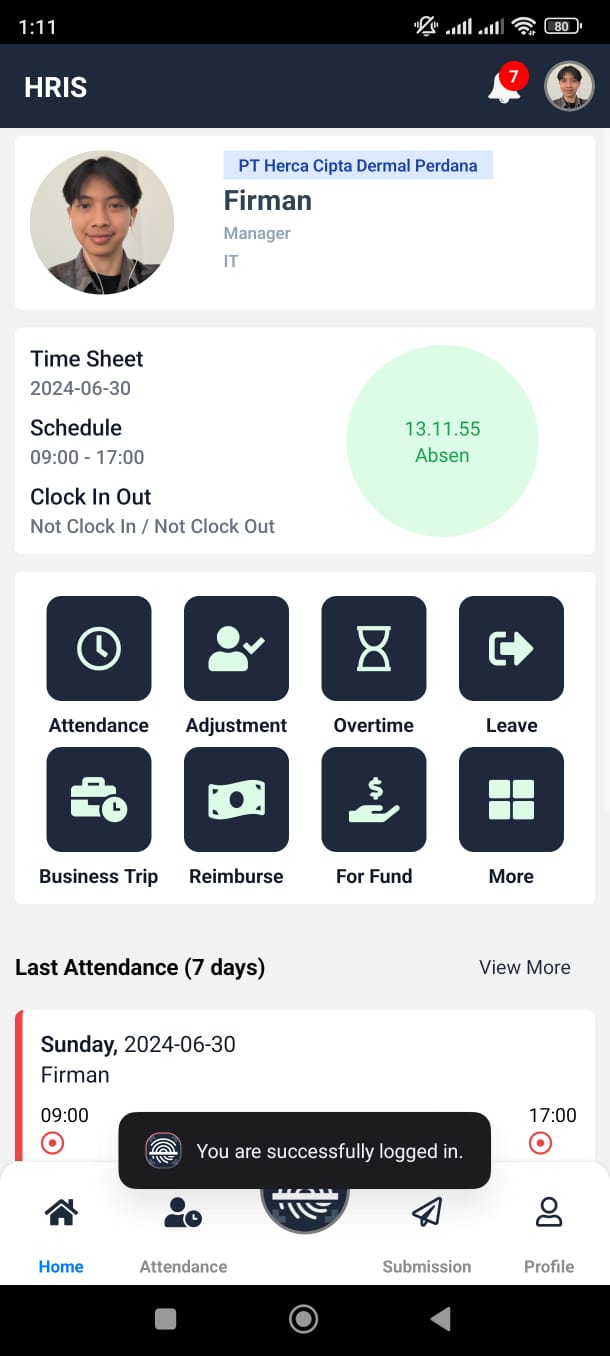 1:11
80
HRIS
7
PT Herca Cipta Dermal Perdana
Firman
Manager
IT
Time Sheet
2024-06-30
Schedule
09:00 - 17:00
Clock In Out
Not Clock In / Not Clock Out
13.11.55
Absen
Attendance
Adjustment
Overtime
Leave
Business Trip
Reimburse
For Fund
More
Last Attendance (7 days)
View More
Sunday, 2024-06-30
Firman
09:00
17:00
You are successfully logged in.
Home
Attendance
Submission
Profile